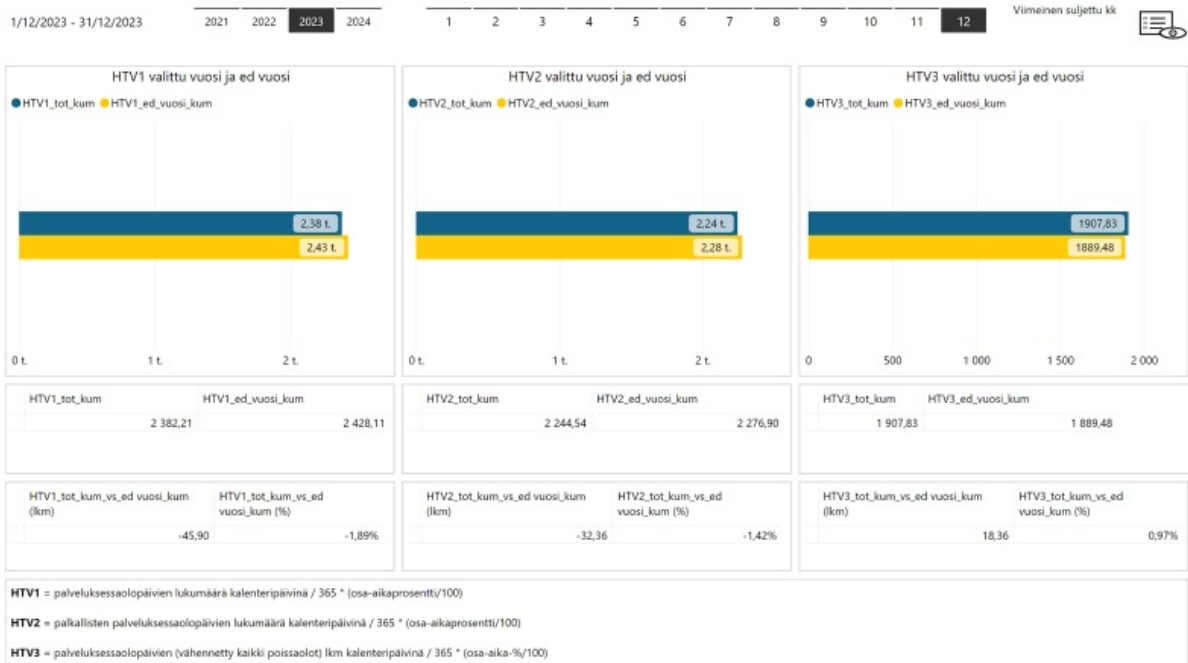 1/12/2023 - 31/12/2023
2021 2022 2023 2024
1 2 3 4 5 6 7 8 9 10 11 12
Viimeinen suljettu kk
HTV1 valittu vuosi ja ed vuosi
HTV1_tot_kum HTV1_ed_vuosi_kum
2,38 t.
2,43 t.
0 t. 1 t. 2 t.
HTV2 valittu vuosi ja ed vuosi
HTV2_tot_kum HTV2_ed_vuosi_kum
2,24 t.
2,28 t.
0 t. 1 t. 2 t.
HTV3 valittu vuosi ja ed vuosi
HTV3_tot_kum HTV3_ed_vuosi_kum
1907,83
1889,48
0 500 1 000 1 500 2 000
HTV1_tot_kum HTV1_ed_vuosi_kum
2 382,21 2 428,11
HTV2_tot_kum HTV2_ed_vuosi_kum
2 244,54 2 276,90
HTV3_tot_kum HTV3_ed_vuosi_kum
1 907,83 1 889,48
HTV1_tot_kum_vs_ed vuosi_kum HTV1_tot_kum_vs_ed
(lkm) vuosi_kum (%)
-45,90 -1,89%
HTV2_tot_kum_vs_ed vuosi_kum HTV2_tot_kum_vs_ed
(lkm) vuosi_kum (%)
-32,36 -1,42%
HTV3_tot_kum_vs_ed vuosi_kum HTV3_tot_kum_vs_ed
(lkm) vuosi_kum (%)
18,36 0,97%
HTV1 = palveluksessaolopäivien lukumäärä kalenteripäivinä / 365 * (osa-aikaprosentti/100)
HTV2 = palkallisten palveluksessaolopäivien lukumäärä kalenteripäivinä / 365 * (osa-aikaprosentti/100)
HTV3 = palveluksessaolopäivien (vähennetty kaikki poissaolot) lkm kalenteripäivinä / 365 * (osa-aika-%/100)